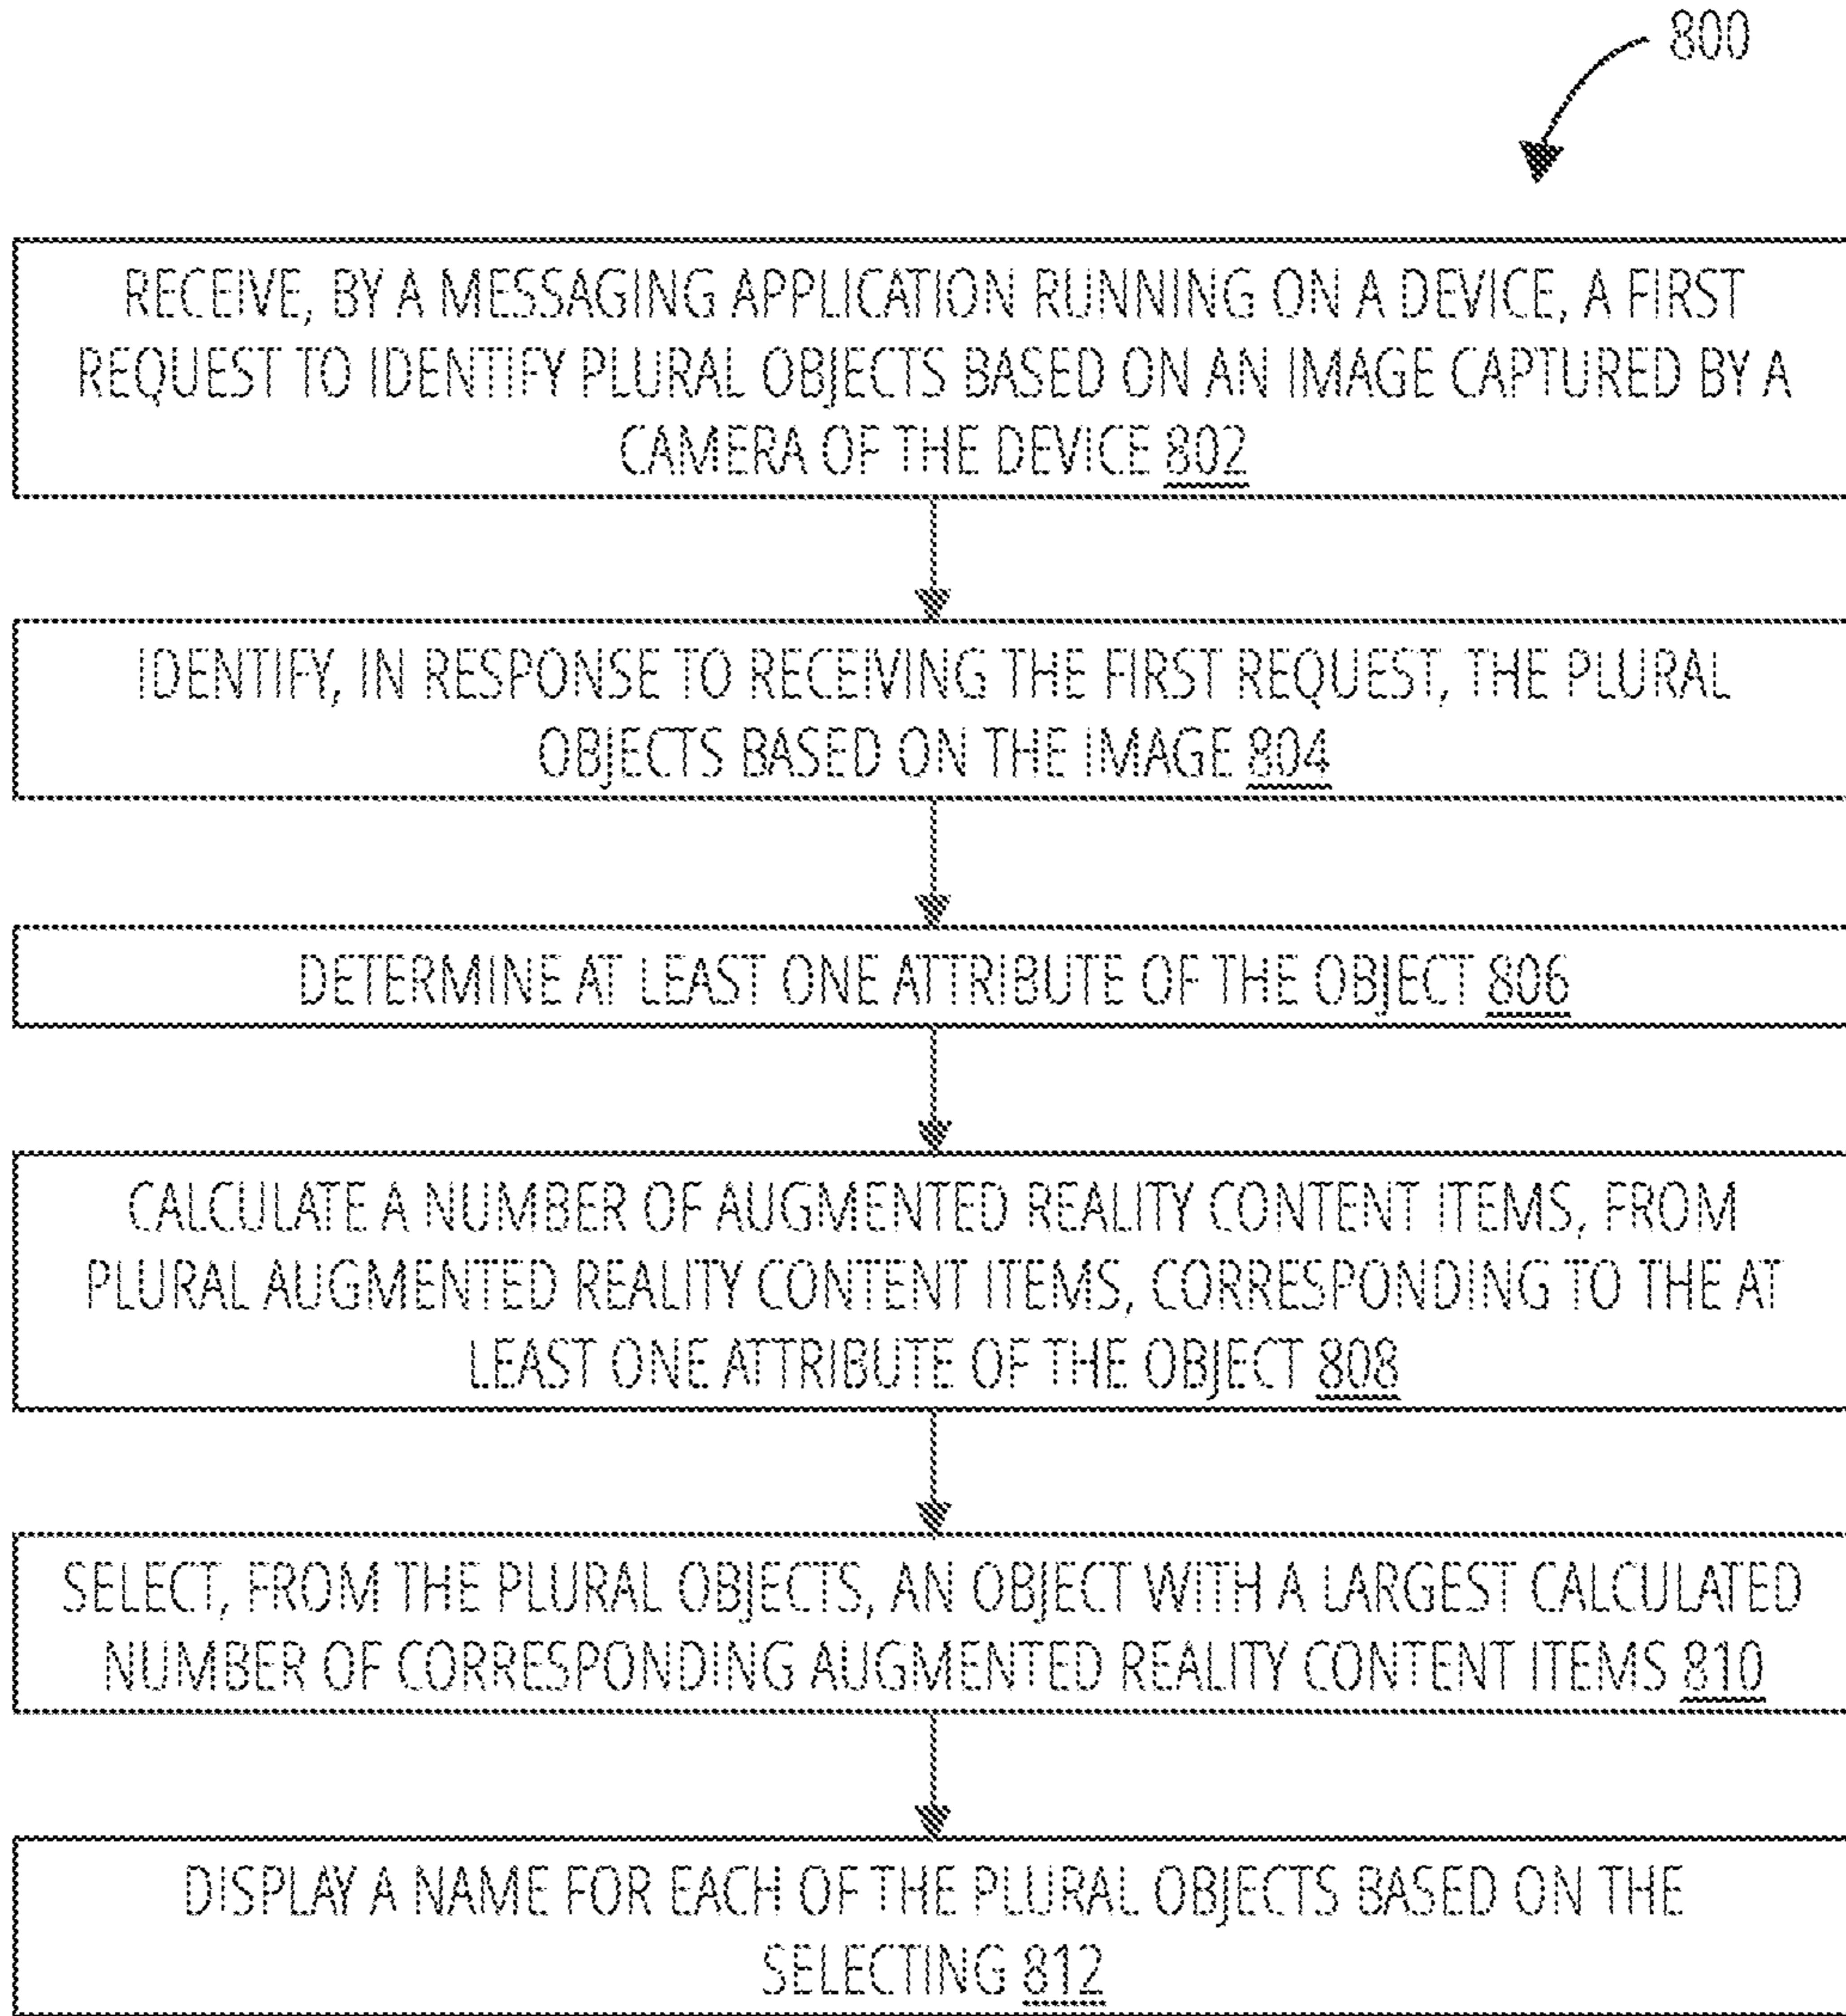 800
RECEIVE, BY A MESSAGING APPLICATION RUNNING ON A DEVICE, A FIRST
REQUEST TO IDENTIFY PLURAL OBJECTS BASED ON AN IMAGE CAPTURED BY A
CAMERA OF THE DEVICE 802
IDENTIFY, IN RESPONSE TO RECEIVING THE FIRST REQUEST, THE PLURAL
OBJECTS BASED ON THE IMAGE 804
DETERMINE AT LEAST ONE ATTRIBUTE OF THE OBJECT 806
CALCULATE A NUMBER OF AUGMENTED REALITY CONTENT ITEMS, FROM
PLURAL AUGMENTED REALITY CONTENT ITEMS, CORRESPONDING TO THE AT
LEAST ONE ATTRIBUTE OF THE OBJECT 808
SELECT, FROM THE PLURAL OBJECTS, AN OBJECT WITH A LARGEST CALCULATED
NUMBER OF CORRESPONDING AUGMENTED REALITY CONTENT ITEMS 810
DISPLAY A NAME FOR EACH OF THE PLURAL OBJECTS BASED ON THE
SELECTING 812